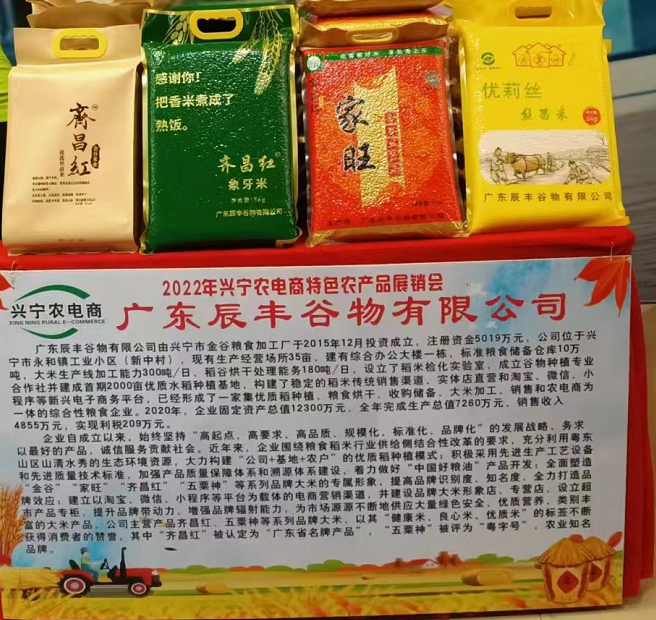 齐昌红
感谢你！
把香米煮成了
熟饭。
齐昌红
象牙米
净含量:5kg
广东辰丰谷物有限公司
家旺
优莉丝
5kg
广东辰丰谷物有限公司
兴宁农电商
XING NING RURAL E-COMMERCE
2022年兴宁农电商特色农产品展销会
广东辰丰谷物有限公司
广东辰丰谷物有限公司由兴宁市金谷粮食加工厂于2015年12月投资成立，注册资金5019万元，公司位于兴
宁市永和镇工业小区（新中村），现有生产经营场所35亩，建有综合办公大楼一栋，标准粮食储备仓库10万
吨，大米生产线加工能力300吨/日、稻谷烘干处理能务180吨/日，设立了稻米检化实验室，成立谷物种植专业
合作社并建成首期2000亩优质水稻种植基地，构建了稳定的稻米传统销售渠道，实体店直营和淘宝、微信、小
程序等新兴电子商务平台，已经形成了一家集优质稻种植，粮食烘干、收购储备、大米加工、销售和农电商为
一体的综合性粮食企业。2020年，企业固定资产总值12300万元，全年完成生产总值7260万元，销售收入
4855万元，实现利税209万元。
企业自成立以来，始终坚持“高起点，高要求，高品质，规模化、标准化、品牌化”的发展战略，务求
以最好的产品，诚信服务贡献社会。近年来，企业围绕粮食稻米行业供给侧结合性改革的要求，充分利用粤东
山区山清水秀的生态环境资源，大力构建“公司+基地+农户”的优质稻种植模式；积极采用先进生产工艺设备
和先进质量技术标准，加强产品质量保障体系和溯源体系建设，着力做好“中国好粮油”产品开发；全面塑造
“金谷”、“家旺”“齐昌红”、“五粟神”等系列品牌大米的专属形象，提高品牌识别度，知名度，全力打造品
牌效应；建立以淘宝、微信、小程序等平台为载体的电商营销渠道，并建设品牌大米形象店、专营店，设立超
市产品专柜，提升品牌带动力，增强品牌辐射能力，为市场源源不断地供应大量绿色安全，优质营养，类别丰
富的大米产品，公司主营产品齐昌红、五粟神等系列品牌大米，以其“健康米、良心米，优质米”的标签不断
获得消费者的赞誉。其中“齐昌红”被认定为“广东省名牌产品”，“五粟神”被评为“粤字号”，农业知名
品牌。